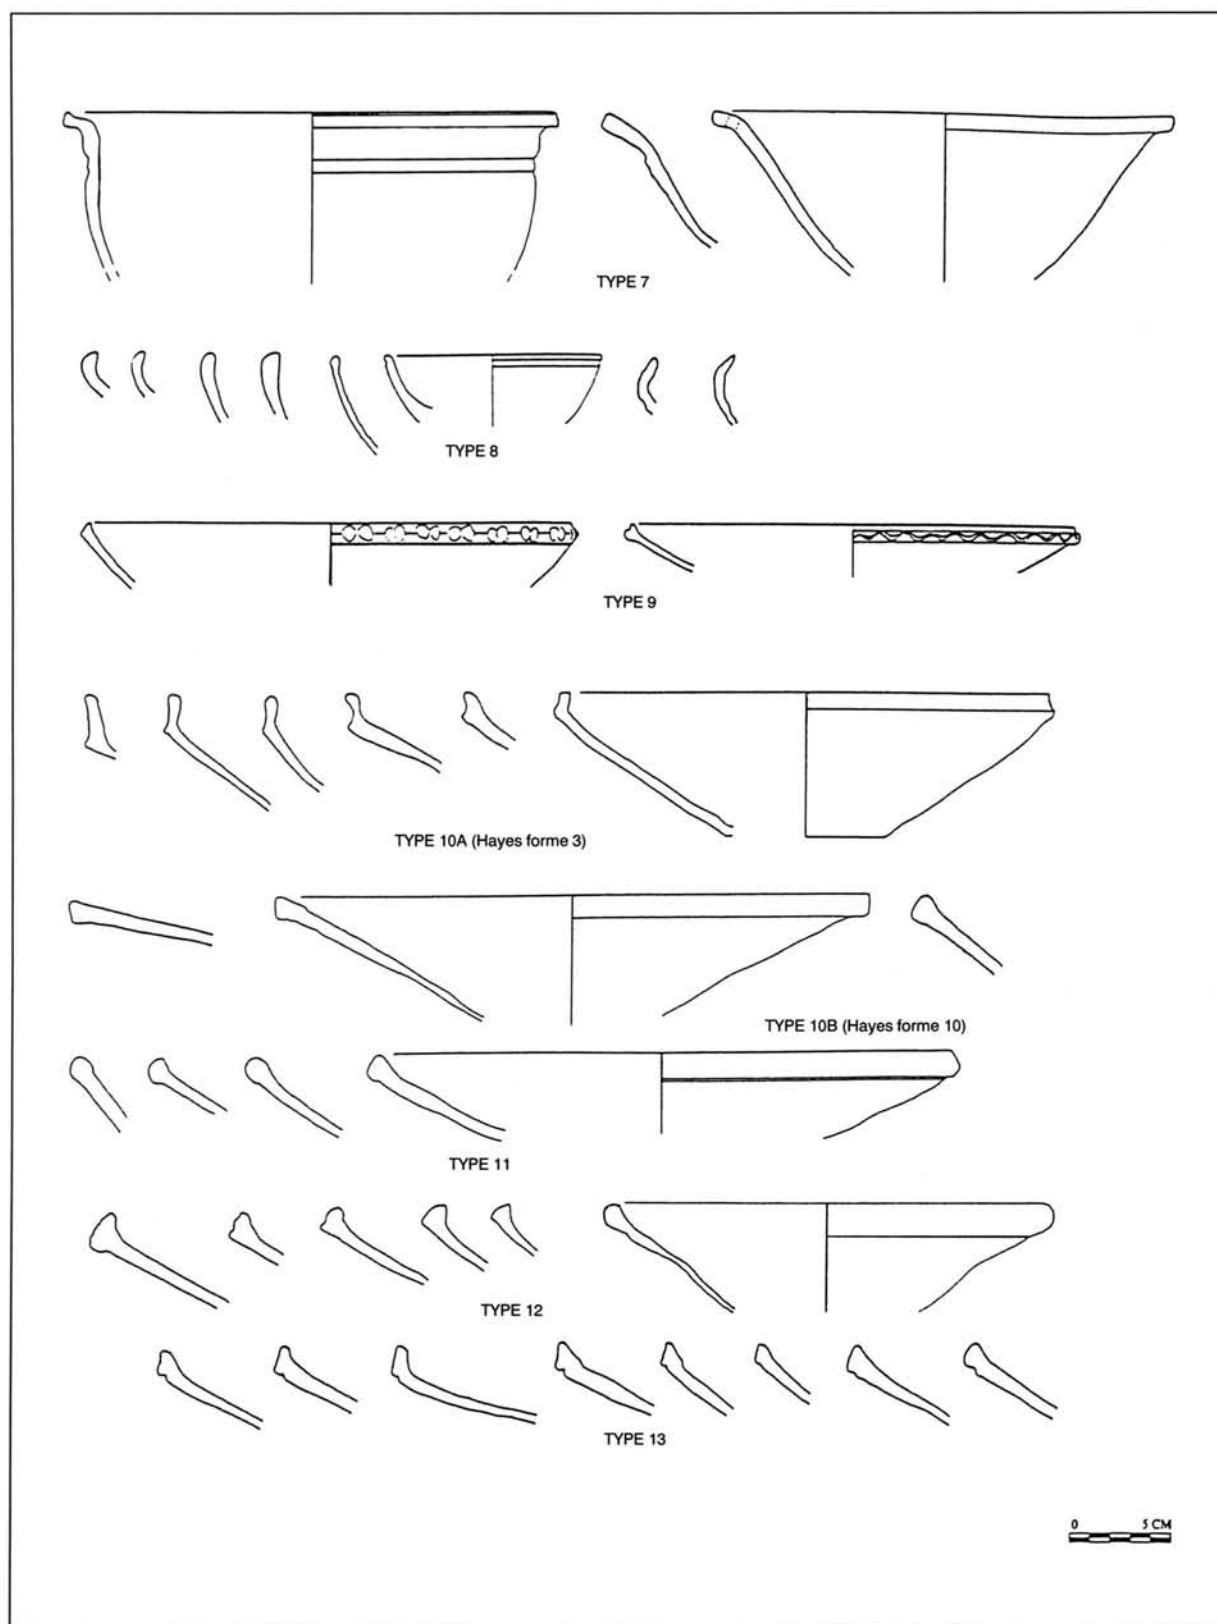 TYPE 7
TYPE 8
TYPE 9
TYPE 10A (Hayes forme 3)
TYPE 10B (Hayes forme 10)
TYPE 11
TYPE 12
TYPE 13
0 5 CM